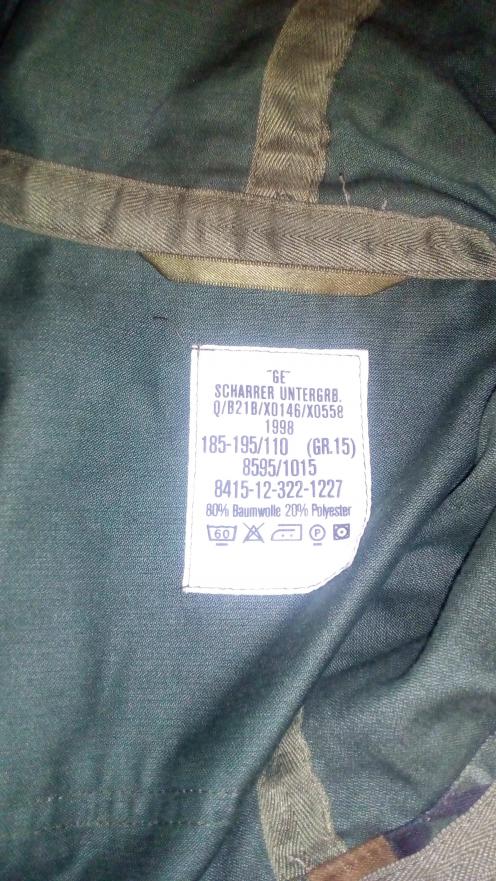 "GE"
SCHARRER UNTERGRB.
Q/B21B/X0146/X0558
1998
185-195/110 (GR.15)
8595/1015
8415-12-322-1227
80% Baumwolle 20% Polyester
60 P